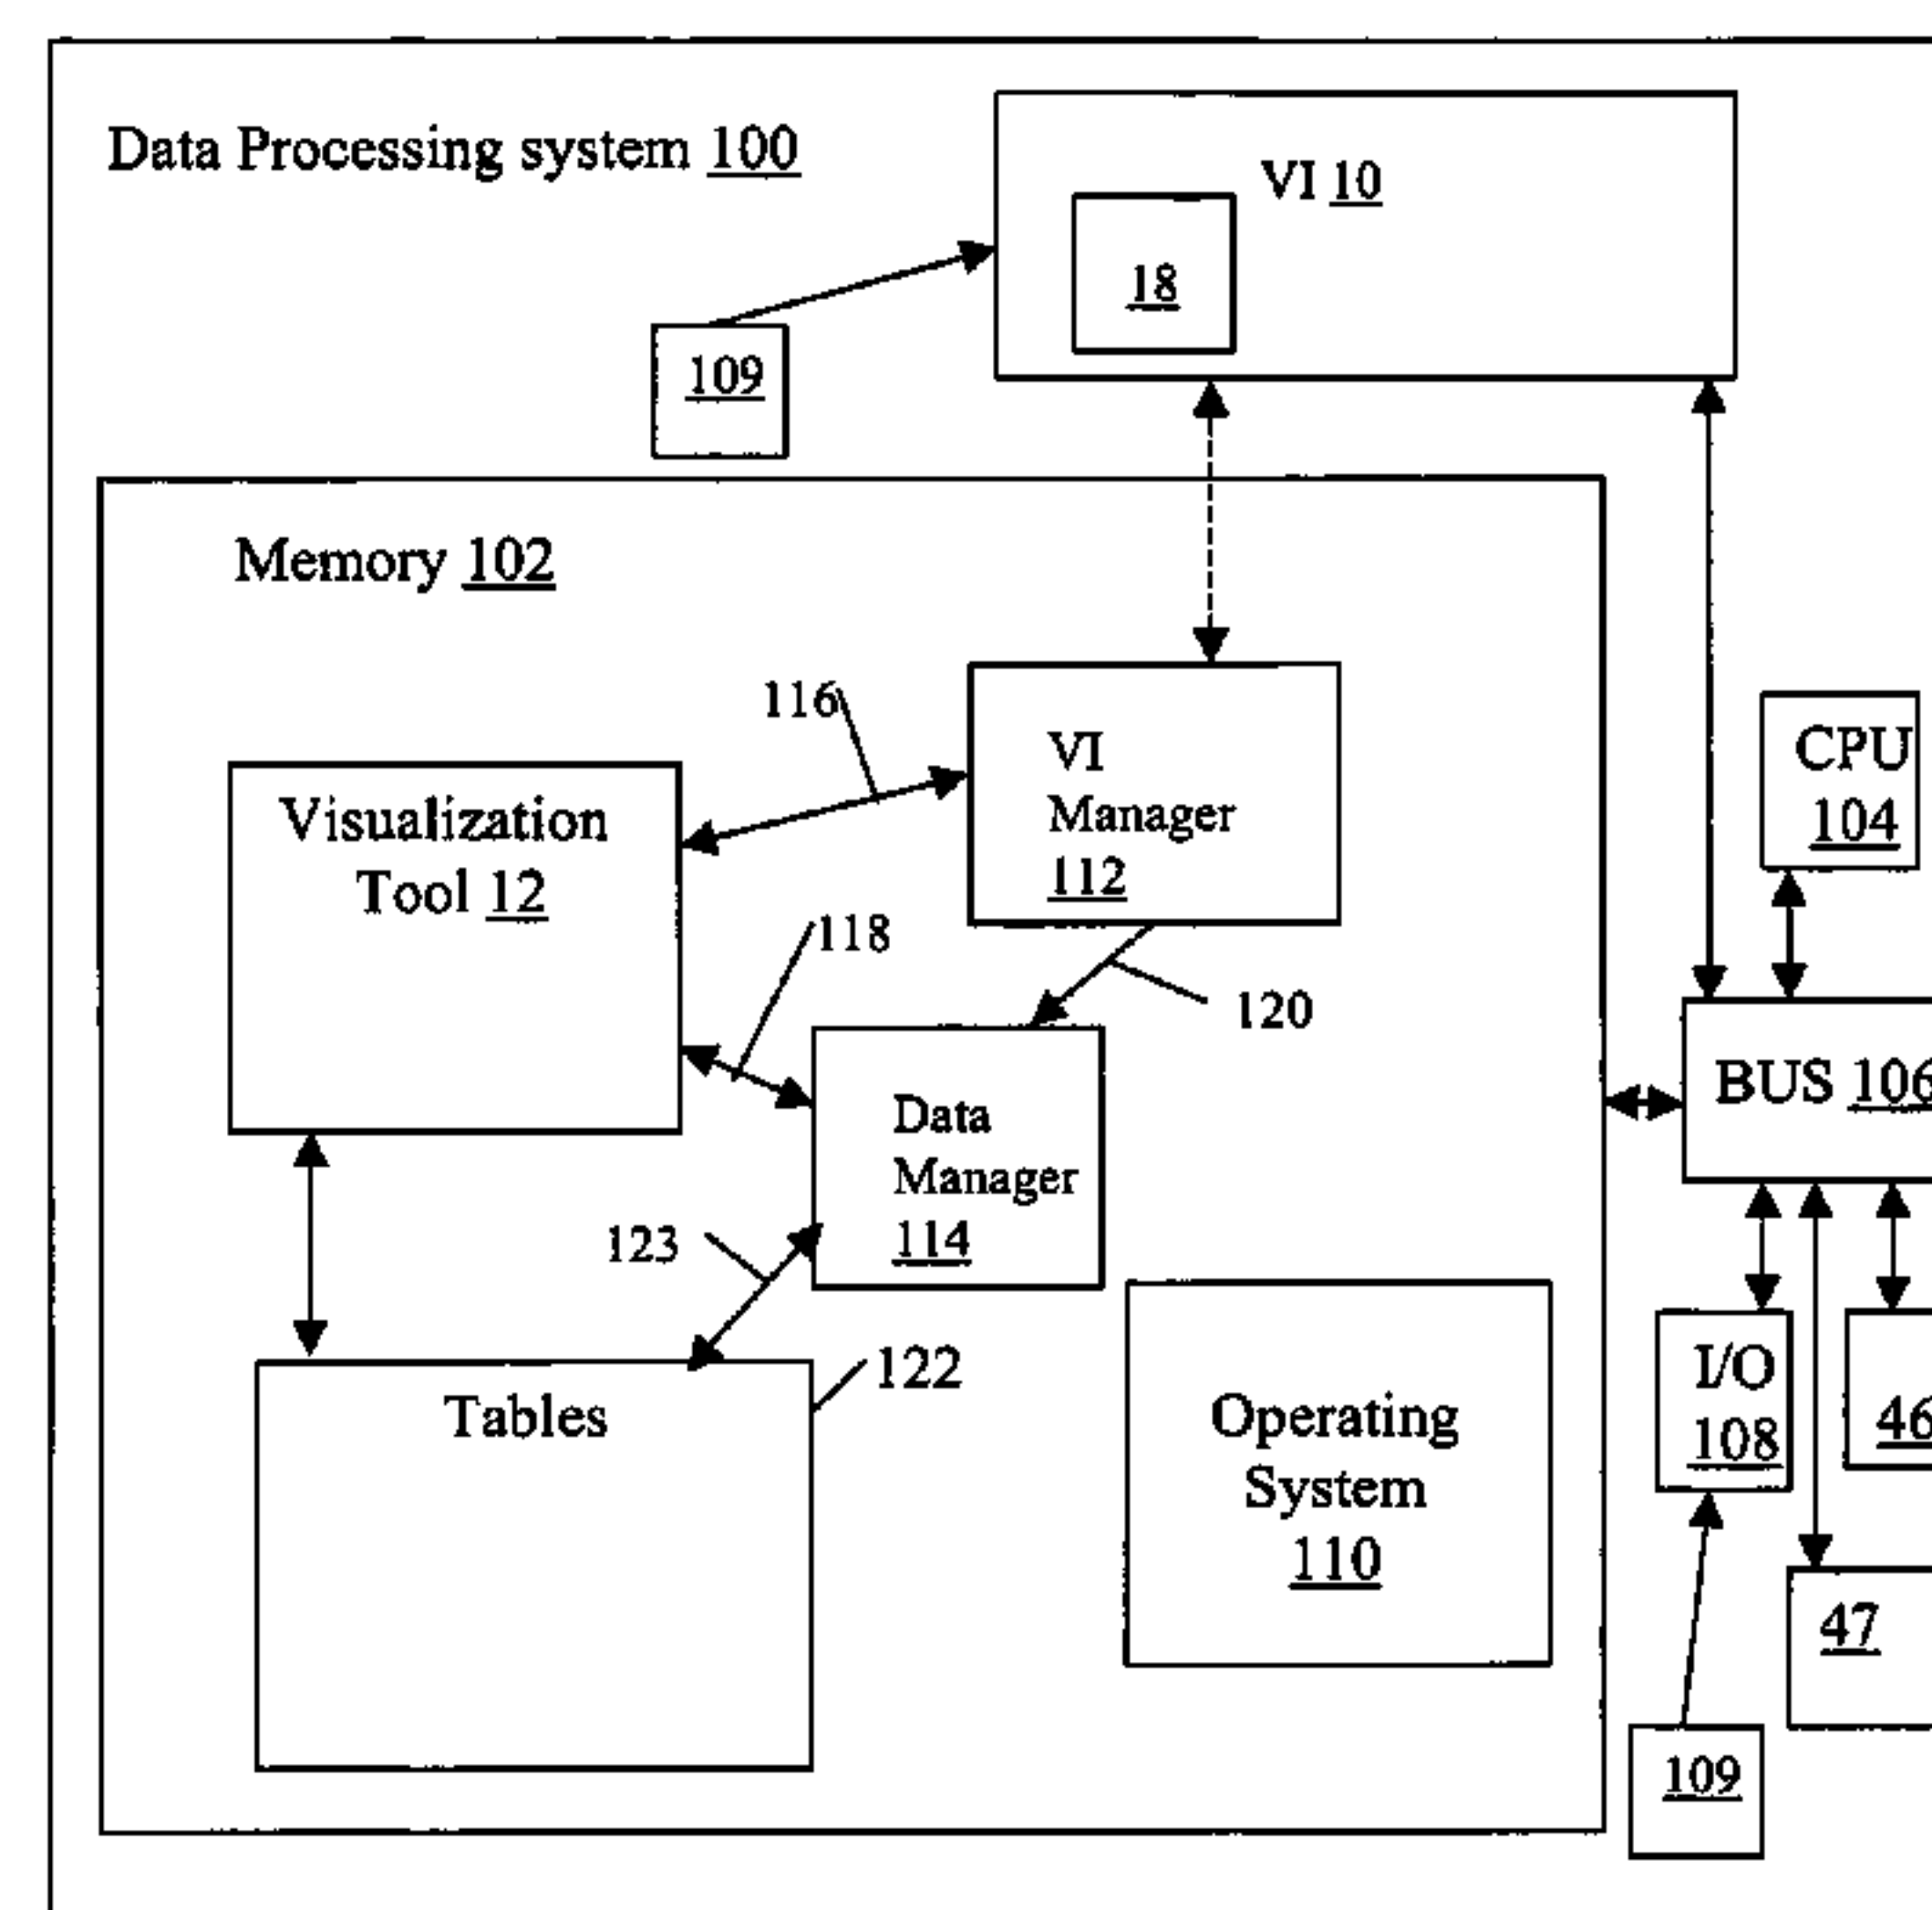 Data Processing system 100
VI 10
18
109
Memory 102
116
VI
Manager
112
CPU
104
Visualization
Tool 12
118
120
BUS 106
Data
Manager
114
123
122
I/O
108
46
Tables
Operating
System
110
47
109